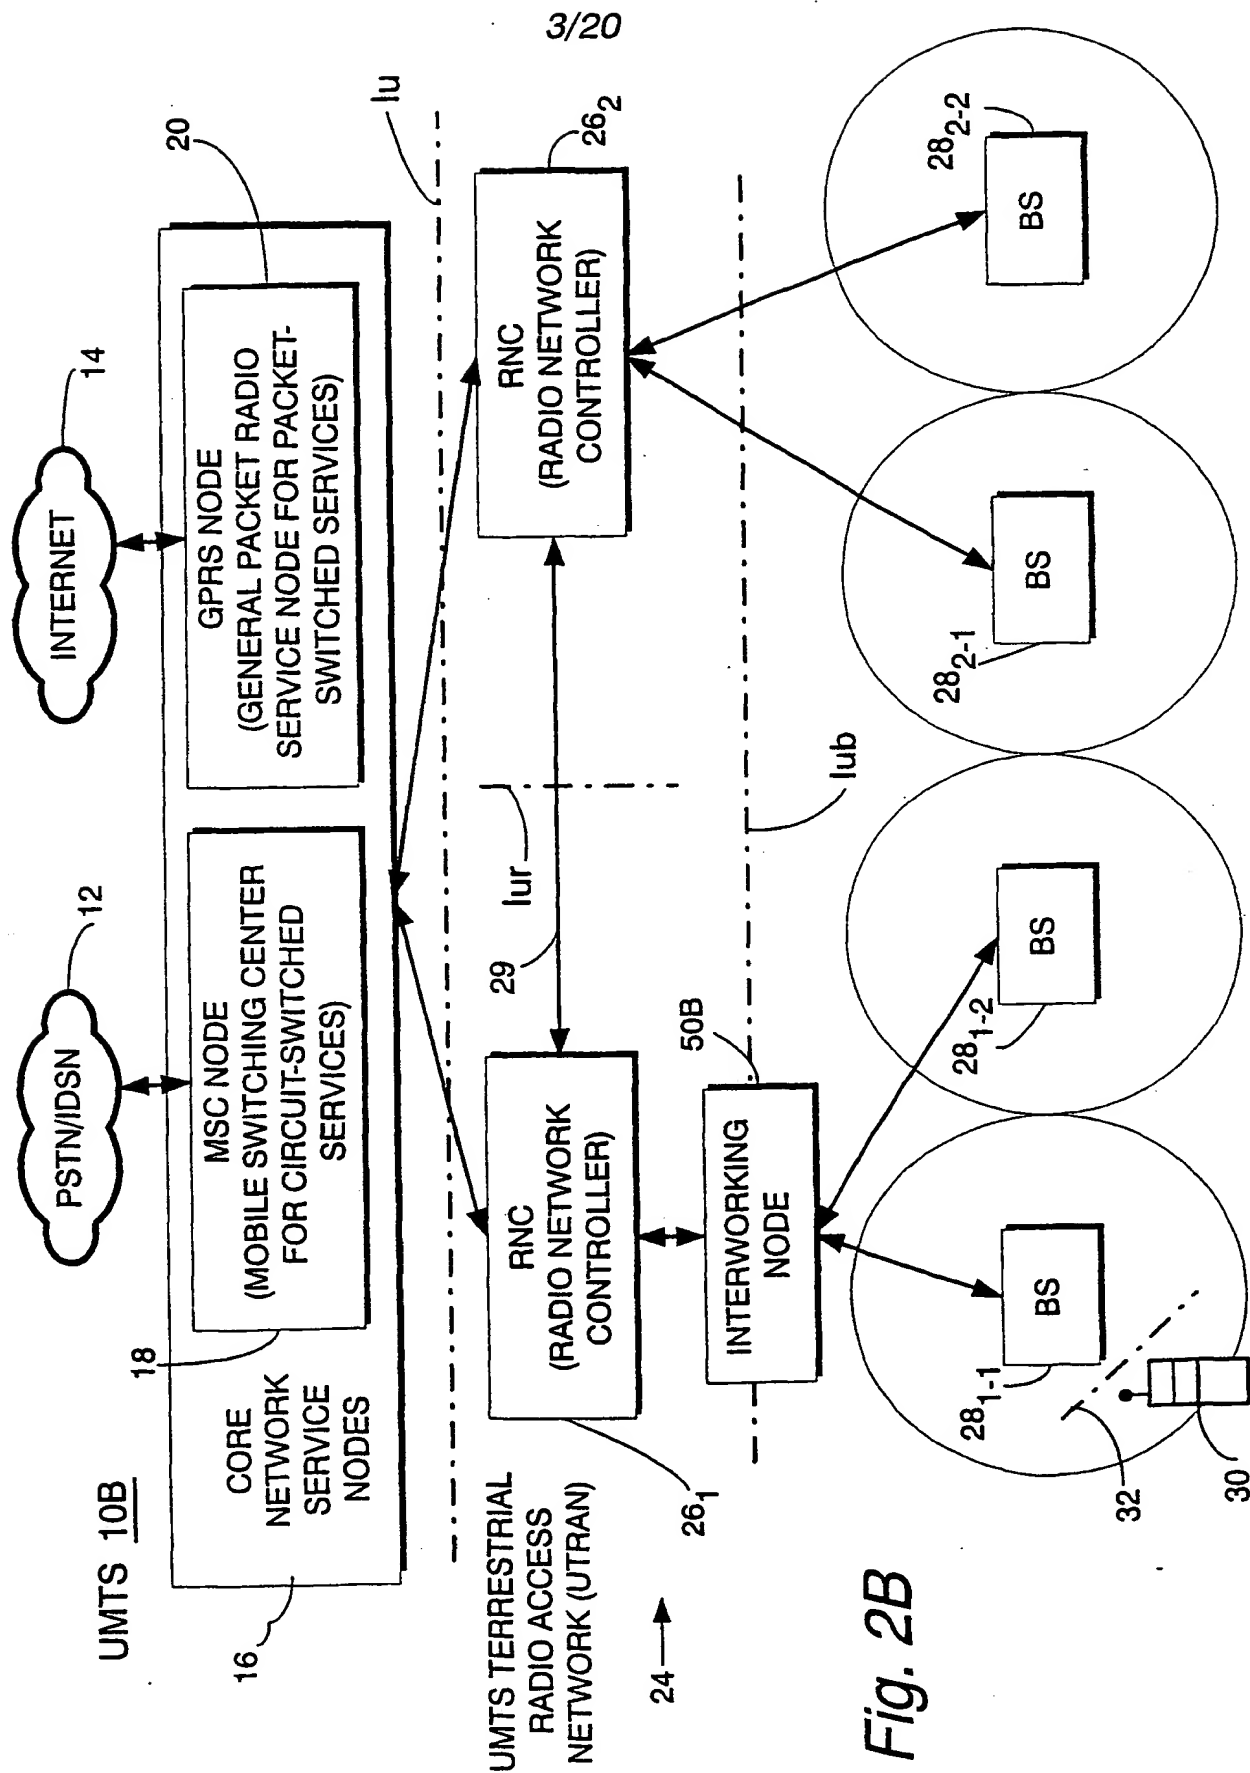 3/20
UMTS 10B
PSTN/IDSN
12
INTERNET
14
16
CORE
NETWORK
SERVICE
NODES
18
MSC NODE
(MOBILE SWITCHING CENTER
FOR CIRCUIT-SWITCHED
SERVICES)
20
GPRS NODE
(GENERAL PACKET RADIO
SERVICE NODE FOR PACKET-
SWITCHED SERVICES)
Iu
UMTS TERRESTRIAL
RADIO ACCESS
NETWORK (UTRAN)
24
RNC
(RADIO NETWORK
CONTROLLER)
26₁
29
Iur
RNC
(RADIO NETWORK
CONTROLLER)
26₂
INTERWORKING
NODE
50B
Iub
BS
28₁₋₁
BS
28₁₋₂
BS
28₂₋₁
BS
28₂₋₂
32
30
Fig. 2B